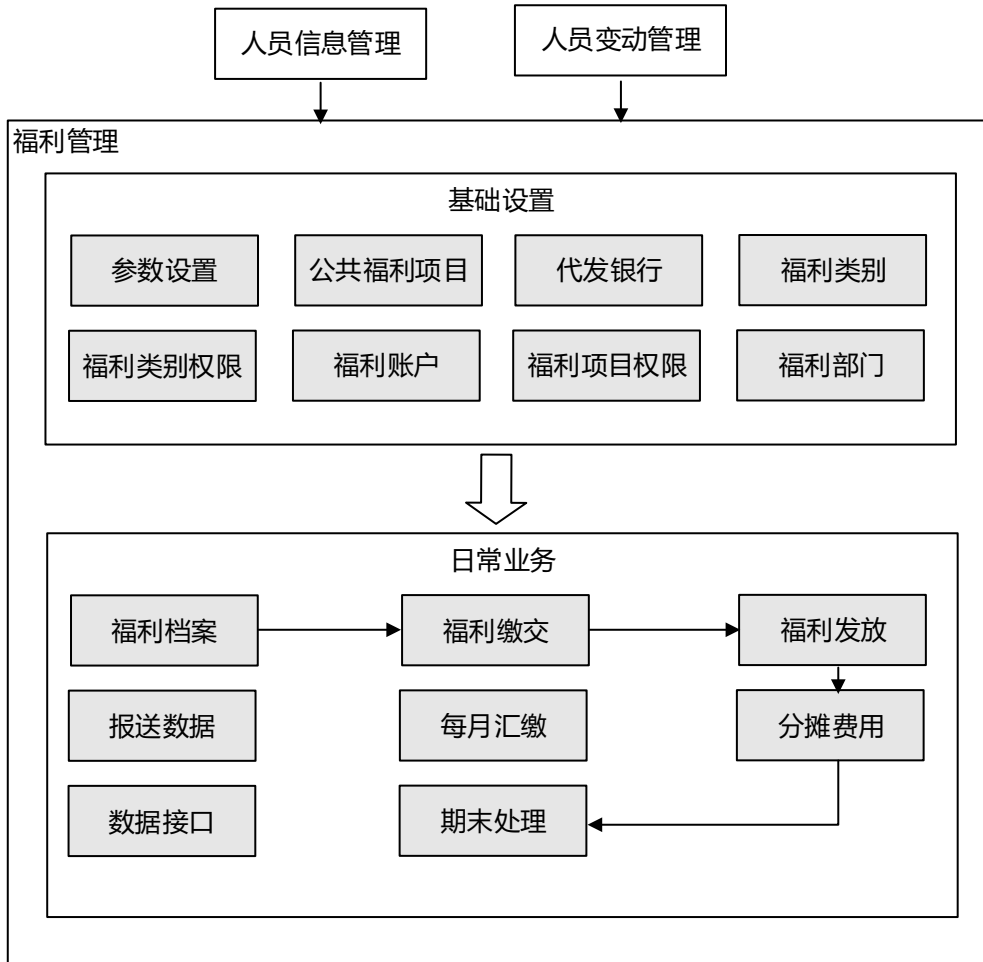 人员信息管理
人员变动管理
福利管理
基础设置
参数设置
公共福利项目
代发银行
福利类别
福利类别权限
福利账户
福利项目权限
福利部门
日常业务
福利档案
福利缴交
福利发放
报送数据
每月汇缴
分摊费用
数据接口
期末处理